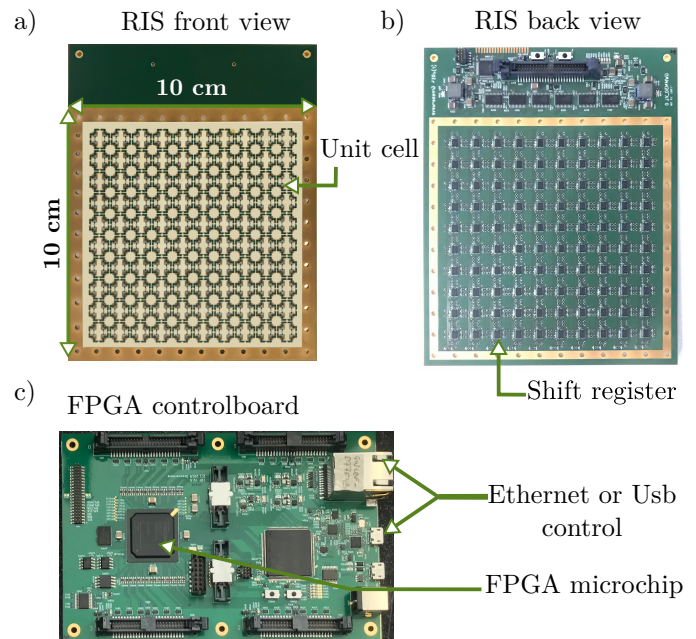 a) RIS front view
b) RIS back view
10 cm
10 cm
Unit cell
Shift register
c) FPGA controlboard
Ethernet or Usb
control
FPGA microchip